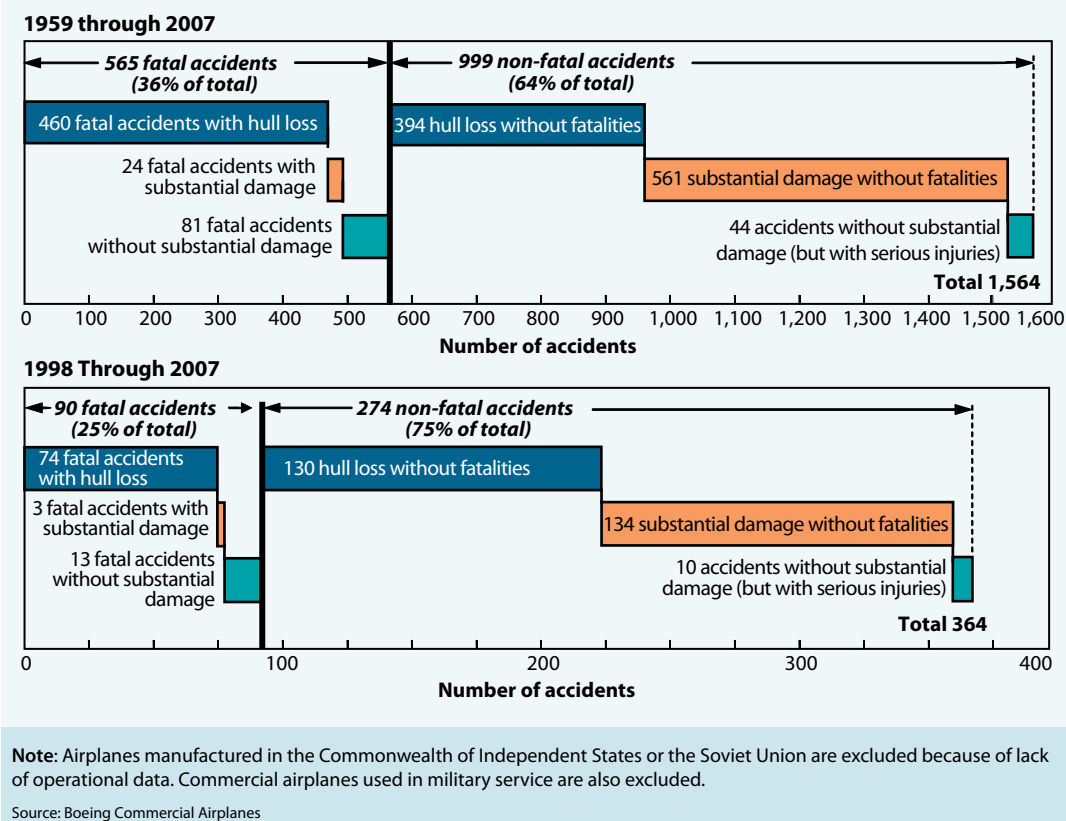 1959 through 2007
565 fatal accidents
(36% of total)
999 non-fatal accidents
(64% of total)
460 fatal accidents with hull loss
394 hull loss without fatalities
24 fatal accidents with
substantial damage
561 substantial damage without fatalities
81 fatal accidents
without substantial damage
44 accidents without substantial
damage (but with serious injuries)
Total 1,564
0 100 200 300 400 500 600 700 800 900 1,000 1,100 1,200 1,300 1,400 1,500 1,600
Number of accidents
1998 Through 2007
90 fatal accidents
(25% of total)
274 non-fatal accidents
(75% of total)
74 fatal accidents
with hull loss
130 hull loss without fatalities
3 fatal accidents with
substantial damage
134 substantial damage without fatalities
13 fatal accidents
without substantial
damage
10 accidents without substantial
damage (but with serious injuries)
Total 364
0 100 200 300 400
Number of accidents
Note: Airplanes manufactured in the Commonwealth of Independent States or the Soviet Union are excluded because of lack
of operational data. Commercial airplanes used in military service are also excluded.
Source: Boeing Commercial Airplanes